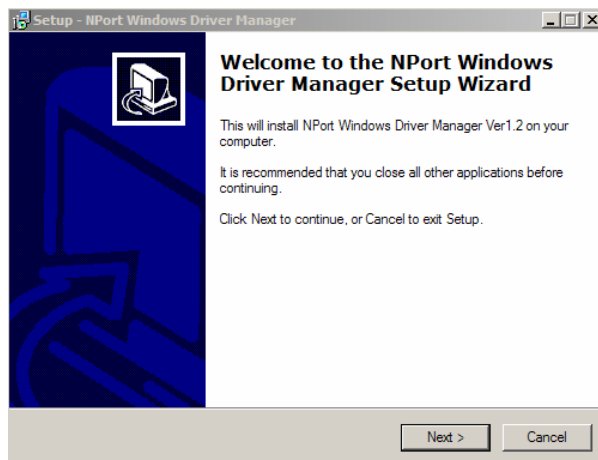 Setup - NPort Windows Driver Manager
Welcome to the NPort Windows
Driver Manager Setup Wizard
This will install NPort Windows Driver Manager Ver1.2 on your
computer.
It is recommended that you close all other applications before
continuing.
Click Next to continue, or Cancel to exit Setup.
Next >
Cancel